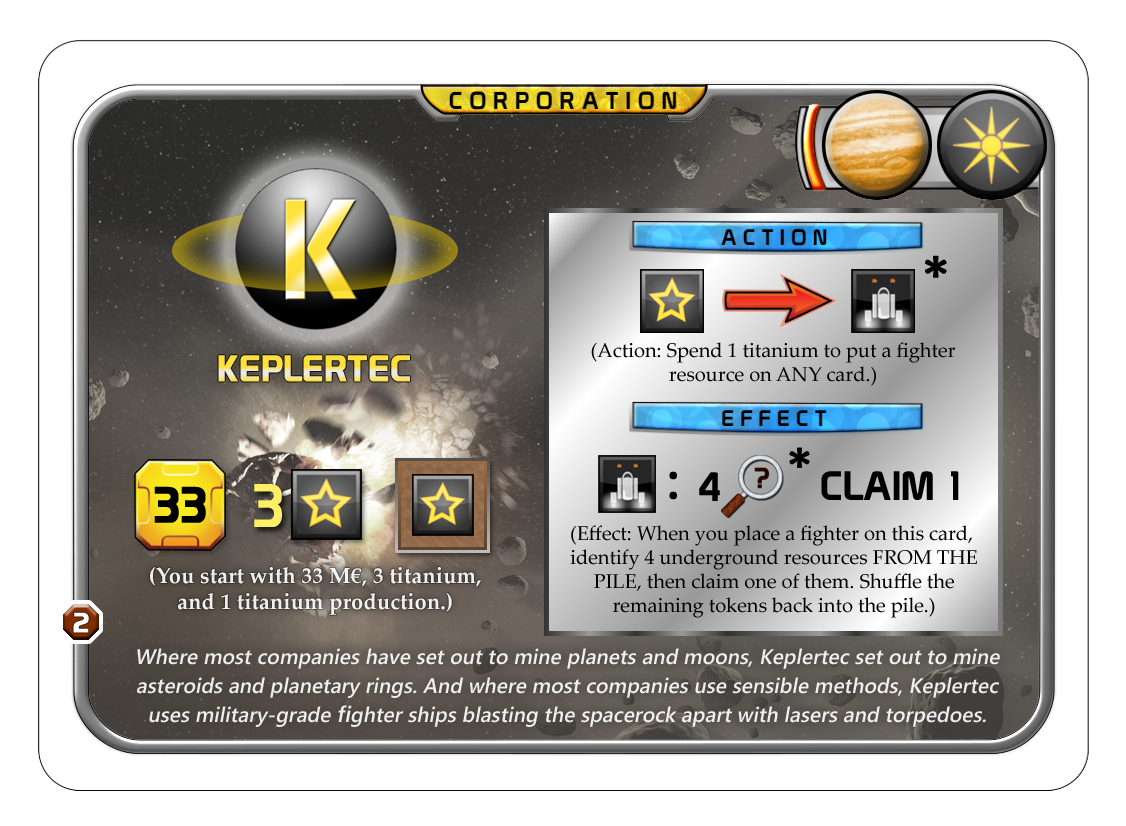 CORPORATION
K
KEPLERTEC
33 3
(You start with 33 M€, 3 titanium,
and 1 titanium production.)
ACTION
*
(Action: Spend 1 titanium to put a fighter
resource on ANY card.)
EFFECT
: 4 ? * CLAIM 1
(Effect: When you place a fighter on this card,
identify 4 underground resources FROM THE
PILE, then claim one of them. Shuffle the
remaining tokens back into the pile.)
2
Where most companies have set out to mine planets and moons, Keplertec set out to mine
asteroids and planetary rings. And where most companies use sensible methods, Keplertec
uses military-grade fighter ships blasting the spacerock apart with lasers and torpedoes.